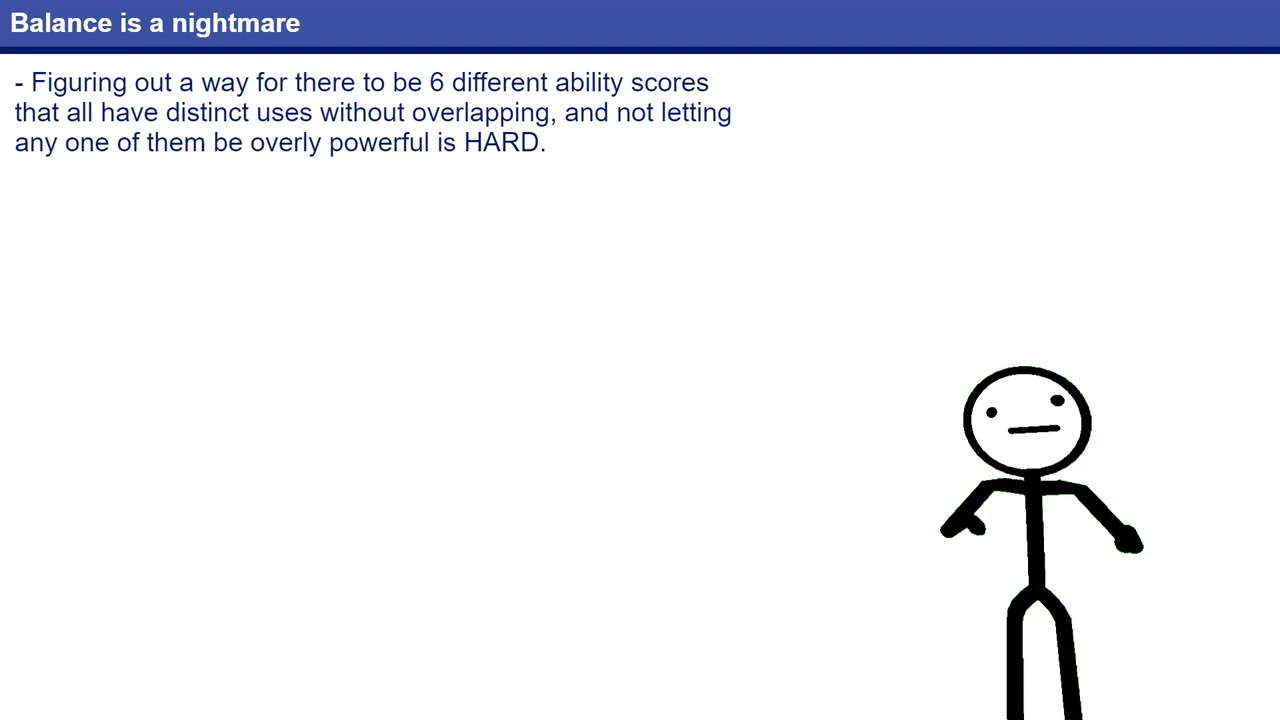 Balance is a nightmare
- Figuring out a way for there to be 6 different ability scores
that all have distinct uses without overlapping, and not letting
any one of them be overly powerful is HARD.